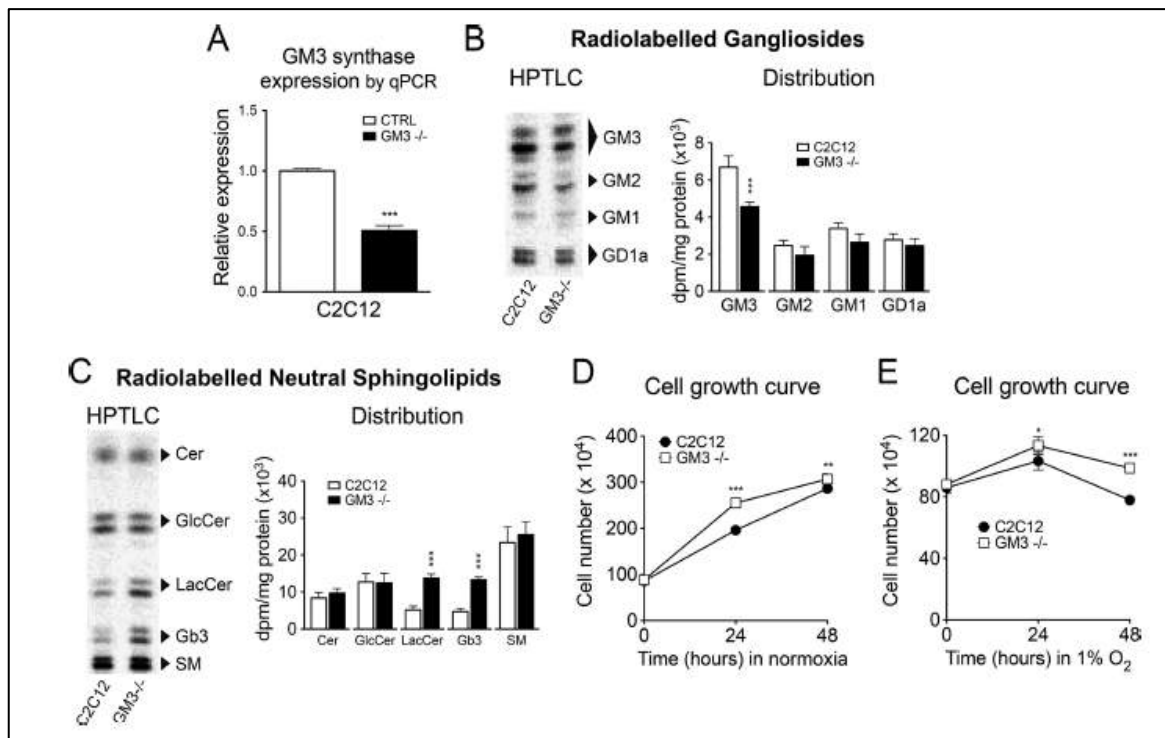 A
GM3 synthase
expression by qPCR
1.5
1.0
0.5
0.0
Relative expression
CTRL
GM3 -/-
***
C2C12
B
Radiolabelled Gangliosides
HPTLC
Distribution
GM3
GM2
GM1
GD1a
C2C12
GM3-/-
dpm/mg protein (x10³)
8
6
4
2
0
C2C12
GM3 -/-
***
GM3
GM2
GM1
GD1a
C
Radiolabelled Neutral Sphingolipids
HPTLC
Distribution
Cer
GlcCer
LacCer
Gb3
SM
C2C12
GM3-/-
dpm/mg protein (x10³)
40
30
20
10
0
C2C12
GM3 -/-
***
***
Cer
GlcCer
LacCer
Gb3
SM
D
Cell growth curve
Cell number (x 10⁴)
400
300
200
100
0
C2C12
GM3 -/-
***
**
0
24
48
Time (hours) in normoxia
E
Cell growth curve
Cell number (x 10⁴)
120
80
40
0
*
***
C2C12
GM3 -/-
0
24
48
Time (hours) in 1% O₂